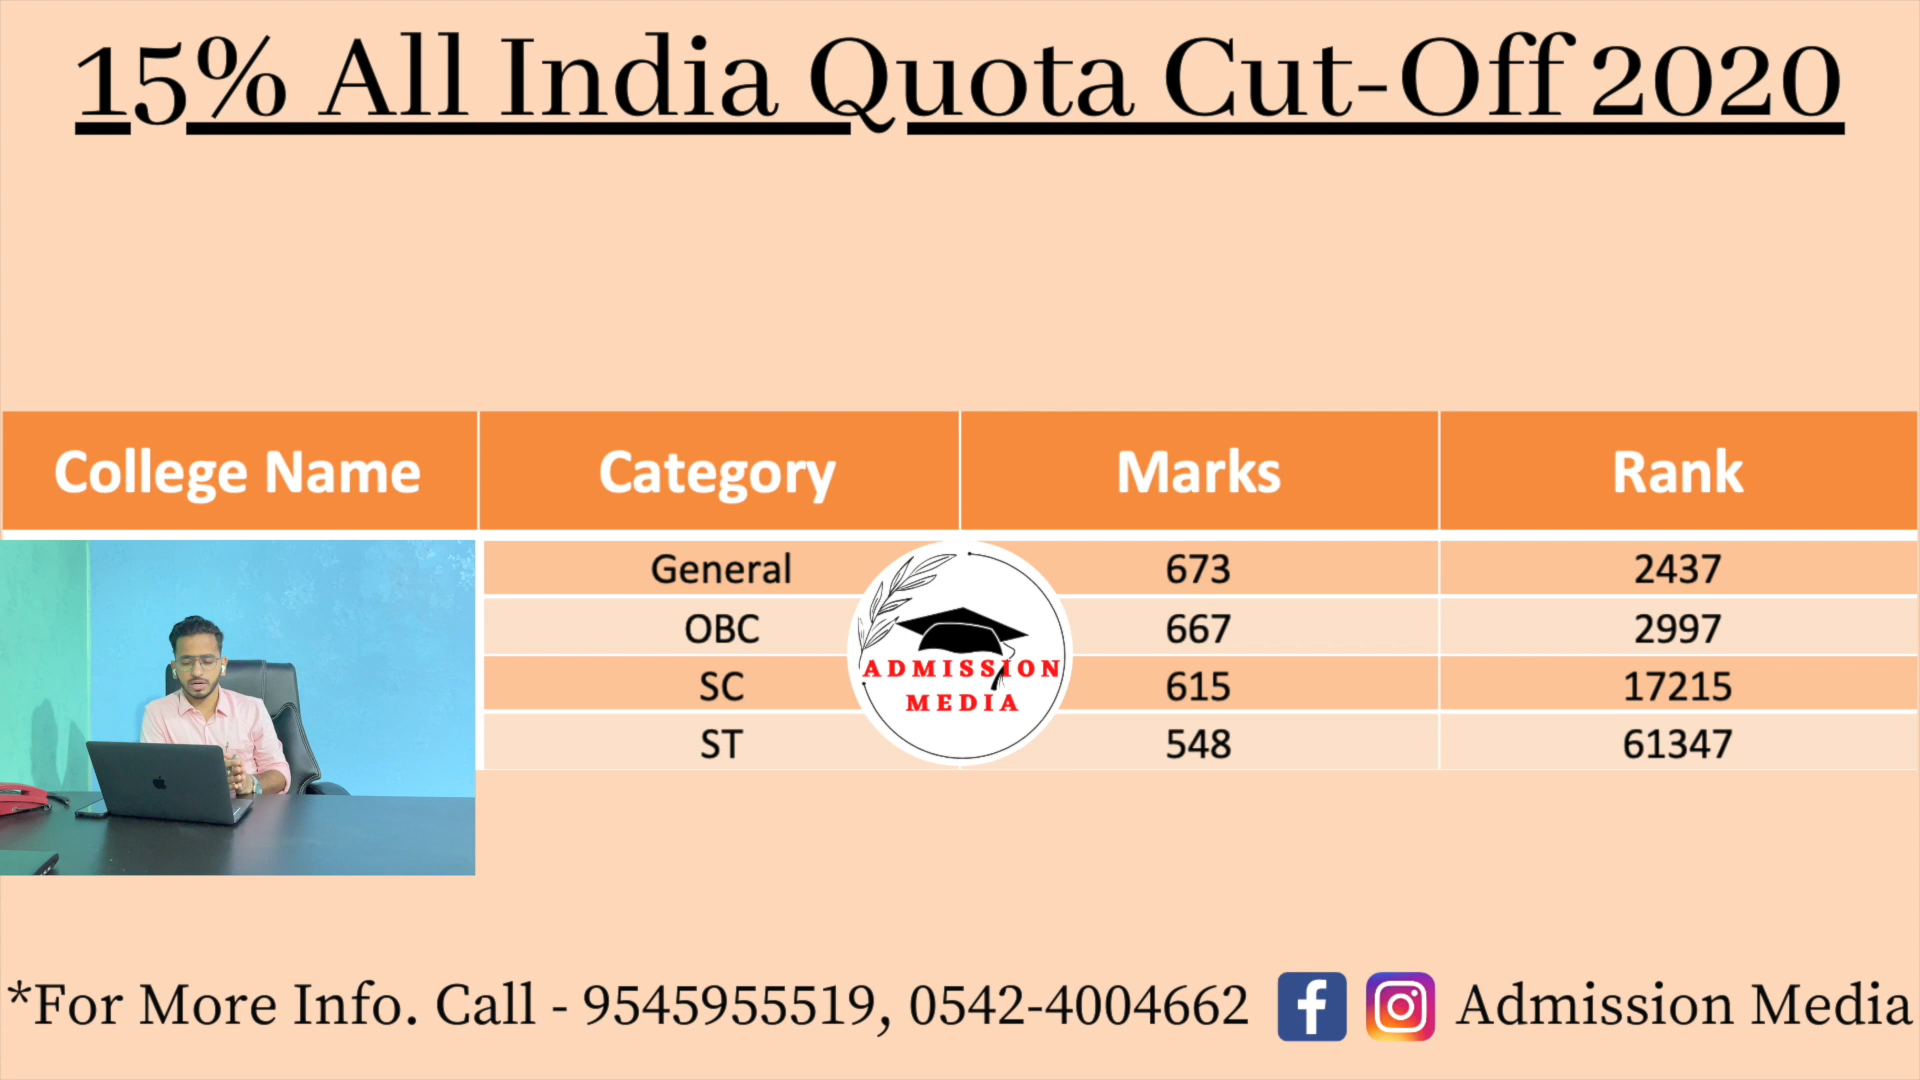 15% All India Quota Cut-Off 2020
College Name Category Marks Rank
General 673 2437
OBC 667 2997
SC 615 17215
ST 548 61347
ADMISSION
MEDIA
*For More Info. Call - 9545955519, 0542-4004662 Admission Media